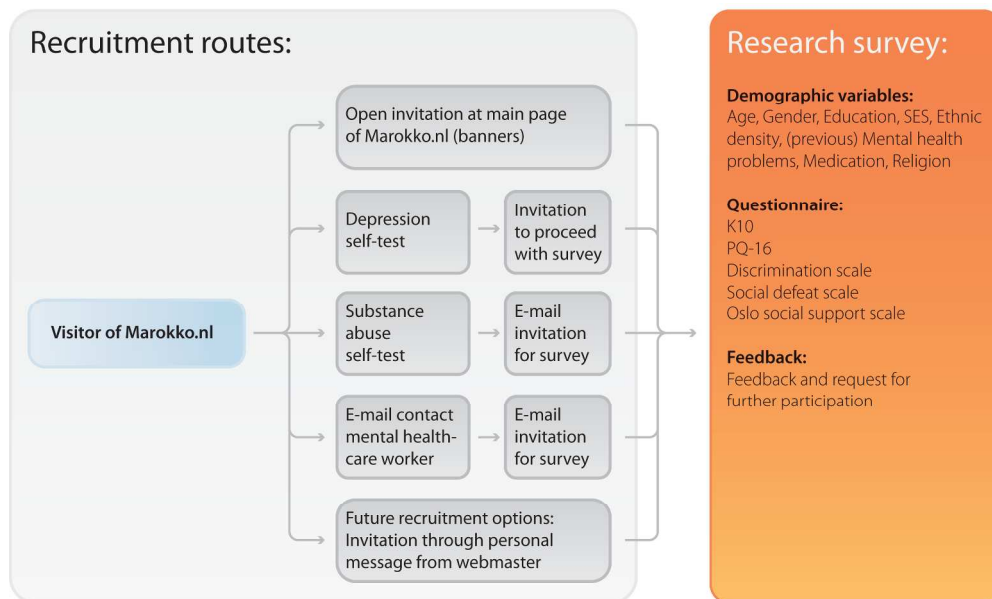 Recruitment routes:
Visitor of Marokko.nl
Open invitation at main page
of Marokko.nl (banners)
Depression
self-test
Invitation
to proceed
with survey
Substance
abuse
self-test
E-mail
invitation
for survey
E-mail contact
mental health-
care worker
E-mail
invitation
for survey
Future recruitment options:
Invitation through personal
message from webmaster
Research survey:
Demographic variables:
Age, Gender, Education, SES, Ethnic
density, (previous) Mental health
problems, Medication, Religion
Questionnaire:
K10
PQ-16
Discrimination scale
Social defeat scale
Oslo social support scale
Feedback:
Feedback and request for
further participation